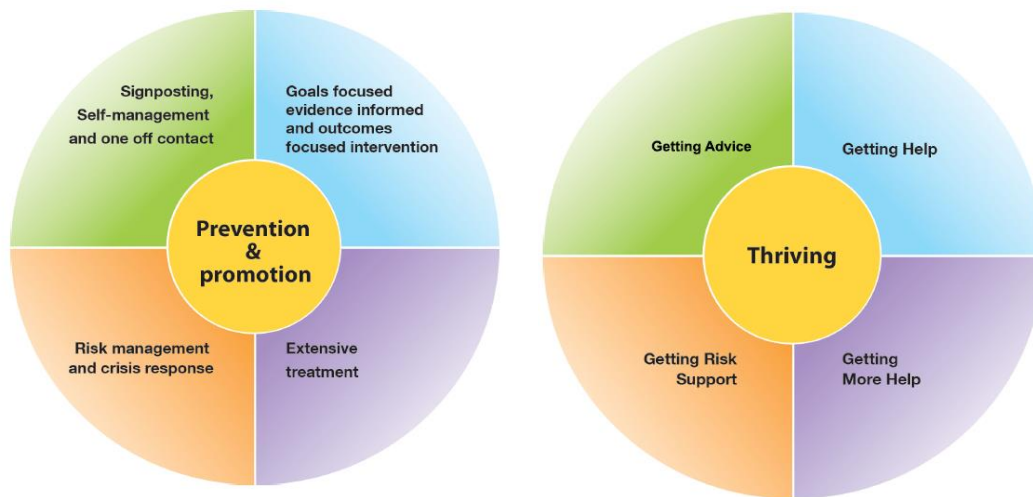 Signposting,
Self-management
and one off contact
Goals focused
evidence informed
and outcomes
focused intervention
Prevention
&
promotion
Risk management
and crisis response
Extensive
treatment
Getting Advice
Getting Help
Thriving
Getting Risk
Support
Getting
More Help